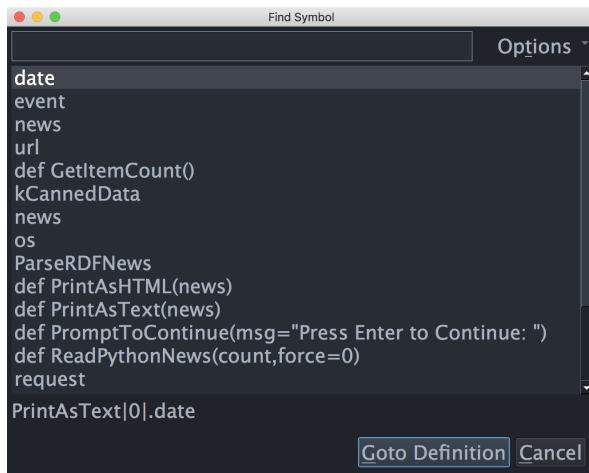 Find Symbol
Options
date
event
news
url
def GetItemCount()
kCannedData
news
os
ParseRDFNews
def PrintAsHTML(news)
def PrintAsText(news)
def PromptToContinue(msg="Press Enter to Continue: ")
def ReadPythonNews(count,force=0)
request
PrintAsText|0|.date
Goto Definition Cancel